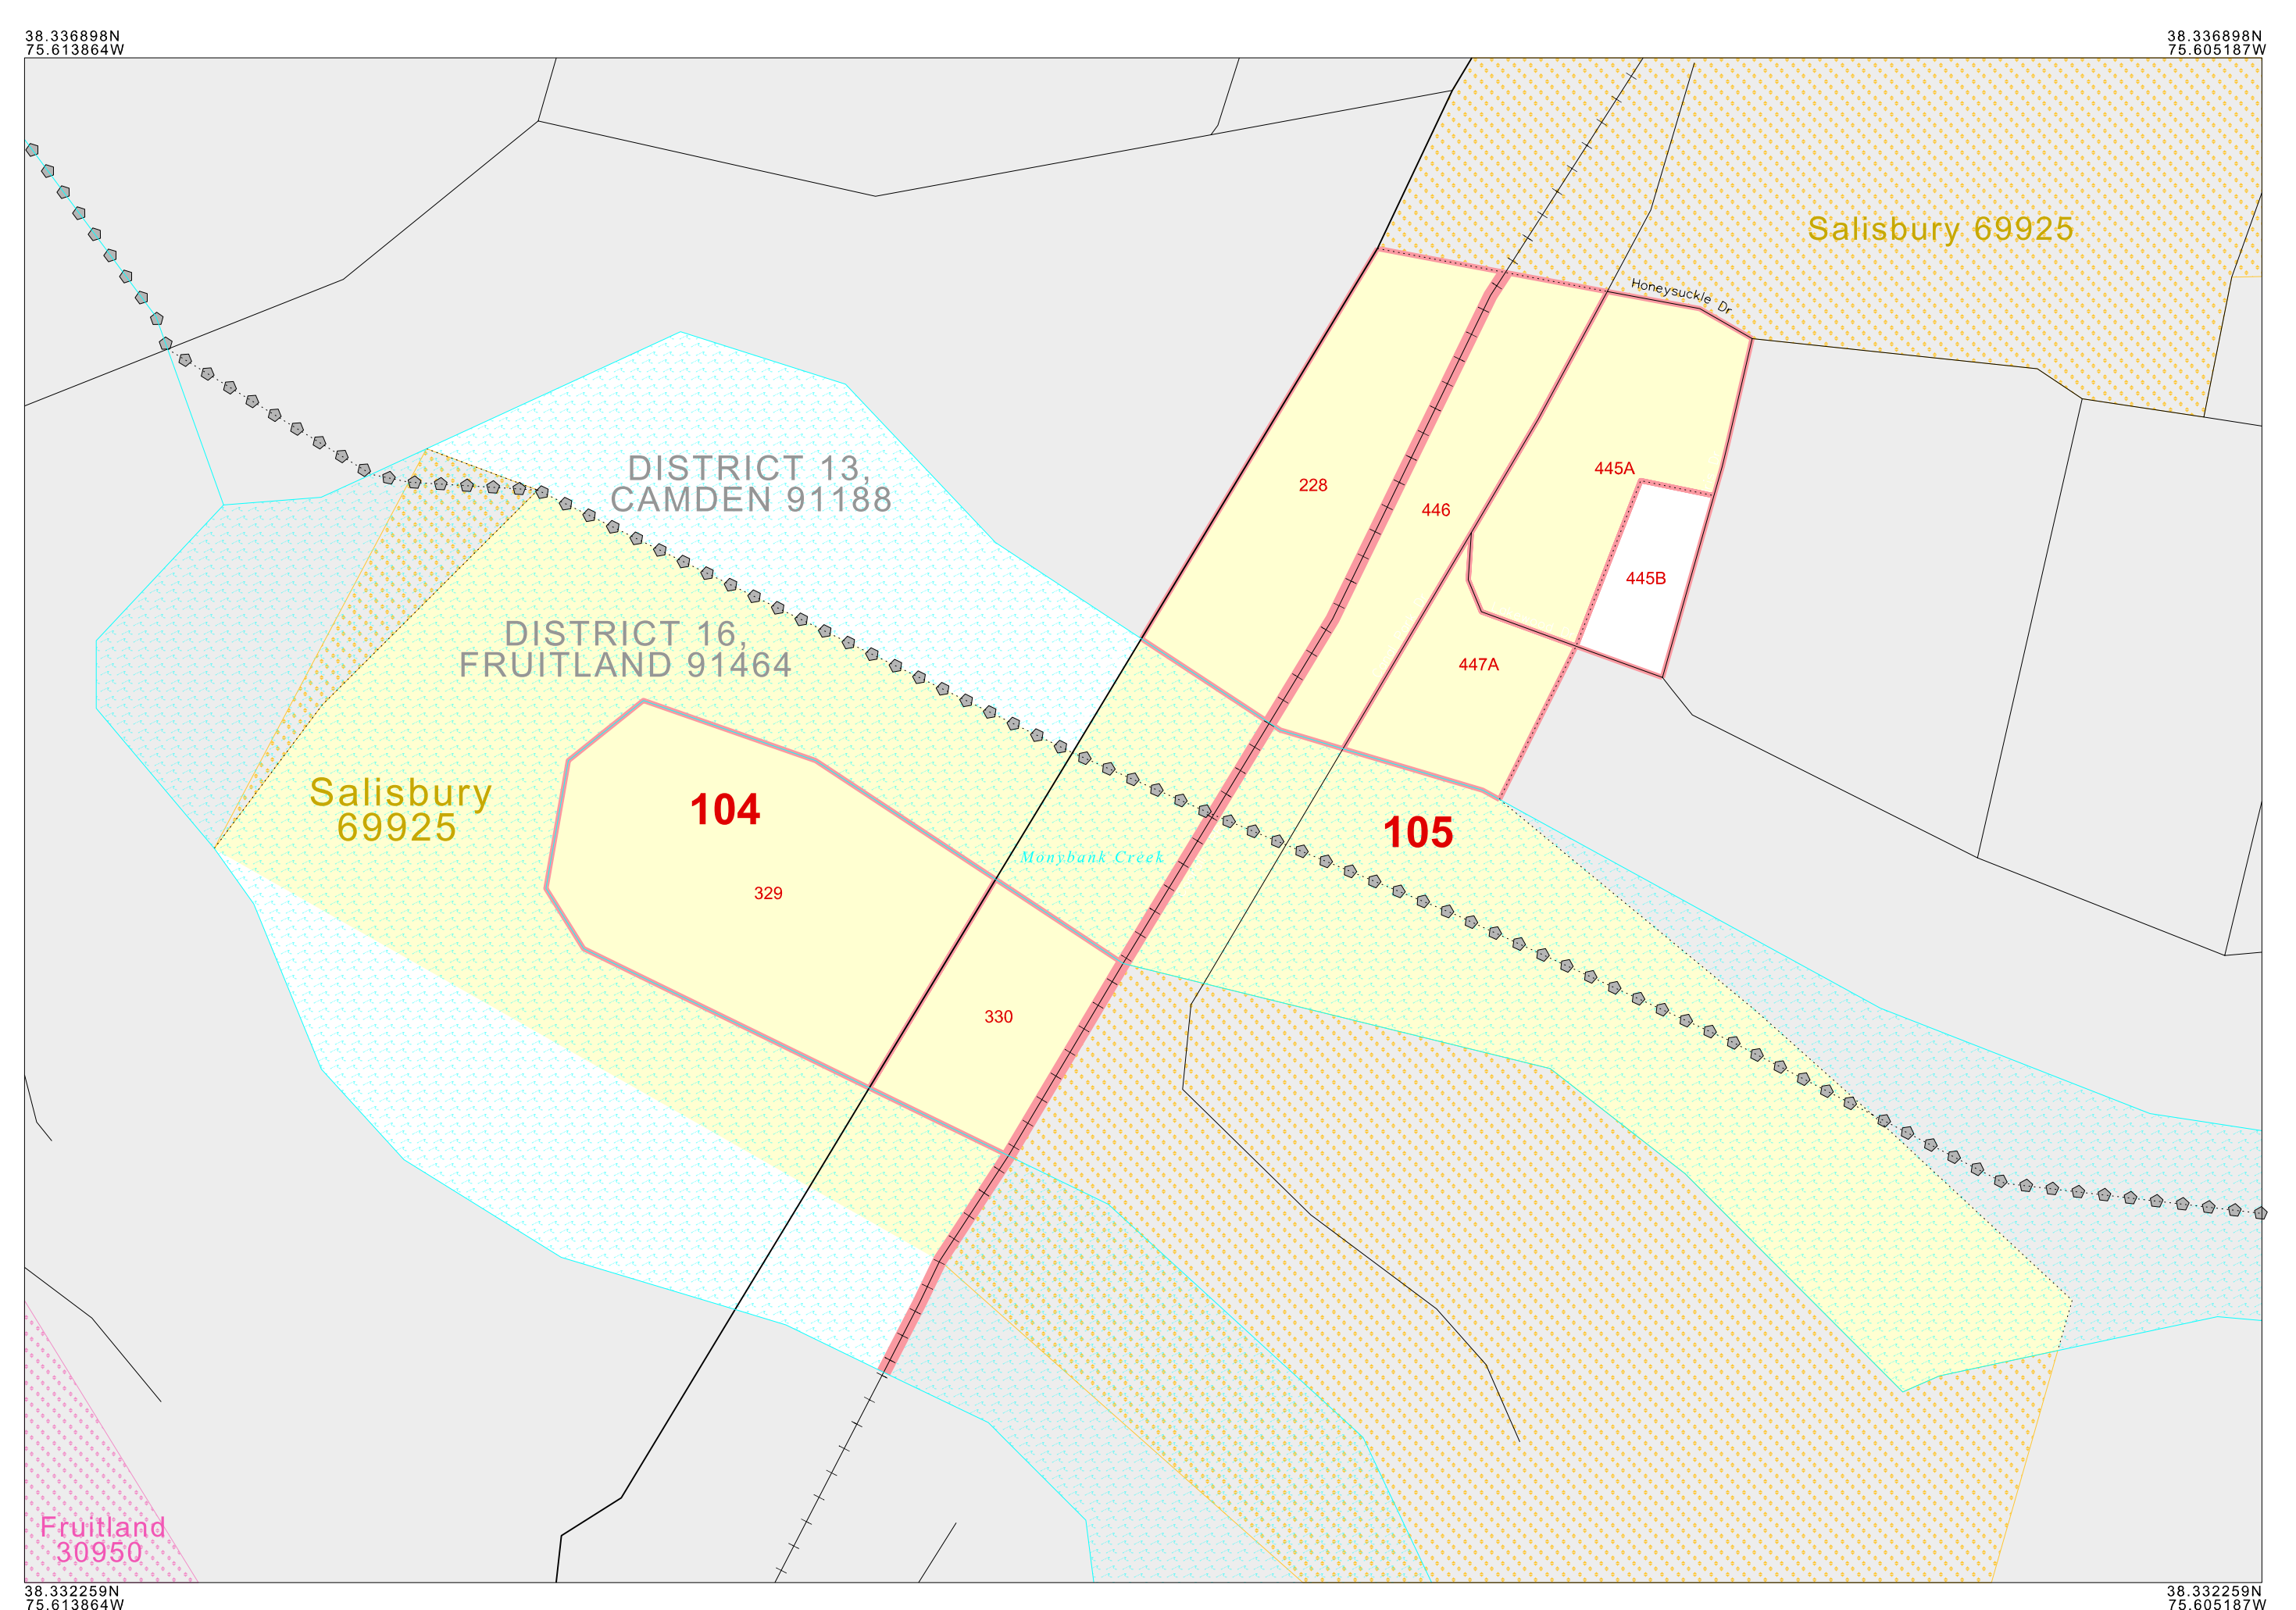 38.336898N
75.613864W
38.336898N
75.605187W
Salisbury 69925
Honeysuckle Dr
DISTRICT 13,
CAMDEN 91188
228
446
445A
445B
DISTRICT 16,
FRUITLAND 91464
447A
Salisbury
69925
104
105
Monybank Creek
329
330
Fruitland
30950
38.332259N
75.613864W
38.332259N
75.605187W